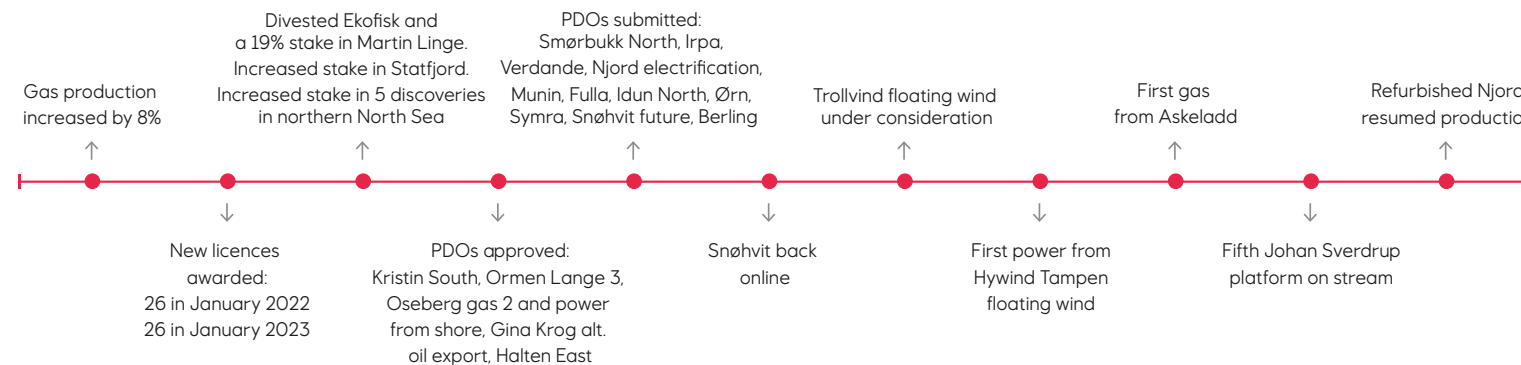 Gas production
increased by 8%
New licences
awarded:
26 in January 2022
26 in January 2023
Divested Ekofisk and
a 19% stake in Martin Linge.
Increased stake in Statfjord.
Increased stake in 5 discoveries
in northern North Sea
PDOs approved:
Kristin South, Ormen Lange 3,
Oseberg gas 2 and power
from shore, Gina Krog alt.
oil export, Halten East
PDOs submitted:
Smørbukk North, Irpa,
Verdande, Njord electrification,
Munin, Fulla, Idun North, Ørn,
Symra, Snøhvit future, Berling
Snøhvit back
online
Trollvind floating wind
under consideration
First power from
Hywind Tampen
floating wind
First gas
from Askeladd
Fifth Johan Sverdrup
platform on stream
Refurbished Njord
resumed productio